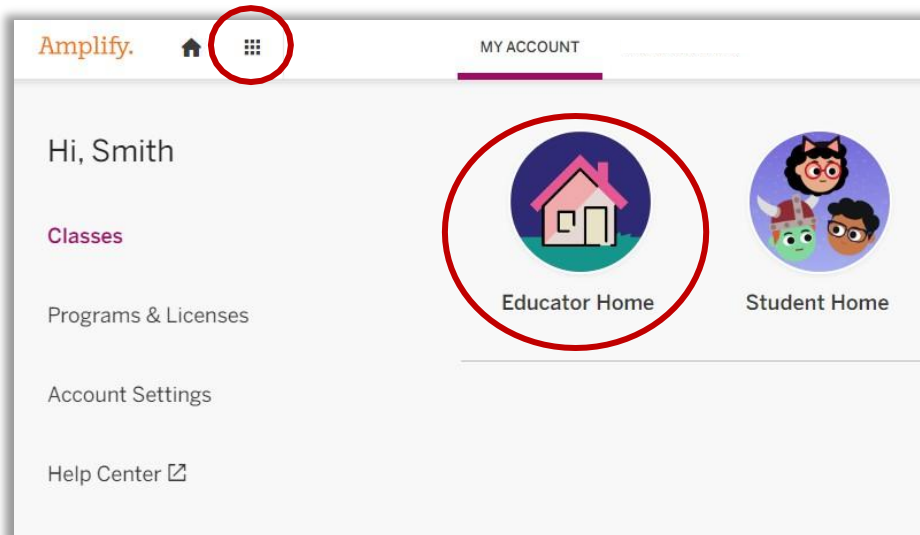 Amplify.
MY ACCOUNT
Hi, Smith
Classes
Programs & Licenses
Account Settings
Help Center
Educator Home
Student Home